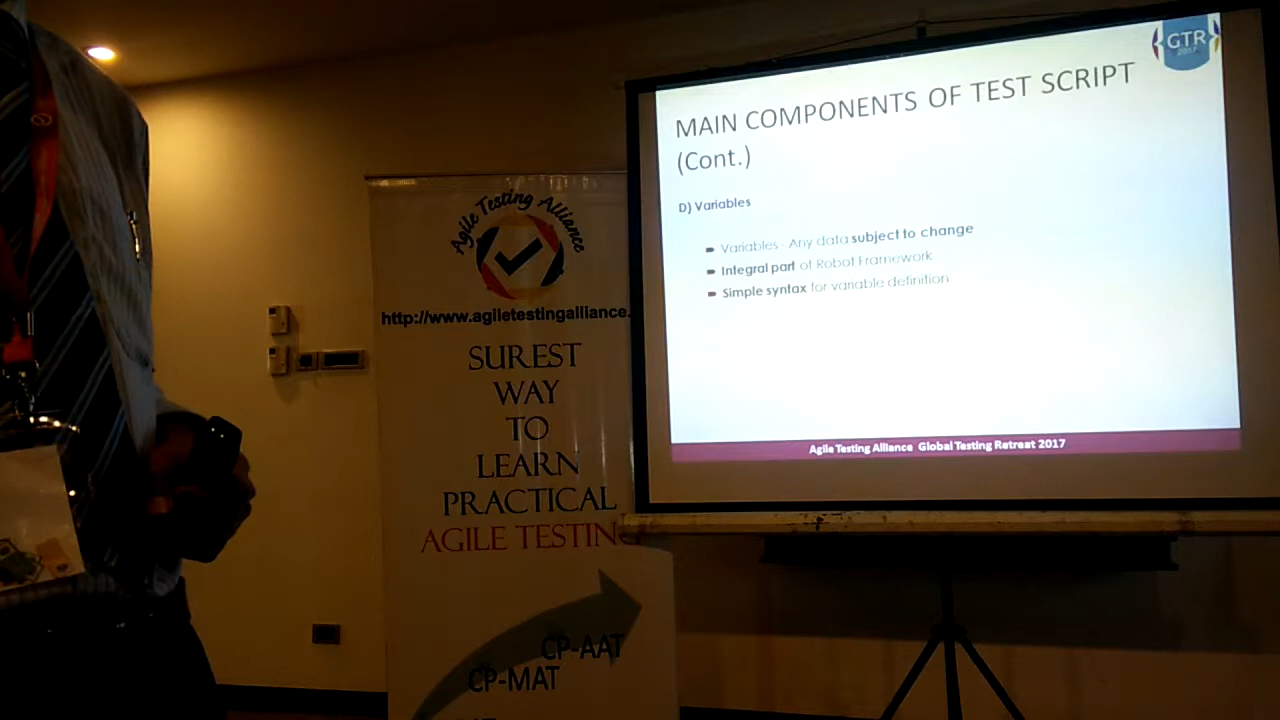 GTR
2017
MAIN COMPONENTS OF TEST SCRIPT
(Cont.)
D) Variables
Variables - Any data subject to change
Integral part of Robot Framework
Simple syntax for variable definition
Agile Testing Alliance Global Testing Retreat 2017
Agile Testing Alliance
http://www.agiletestingalliance.
SUREST
WAY
TO
LEARN
PRACTICAL
AGILE TESTING
CP-AAT
CP-MAT